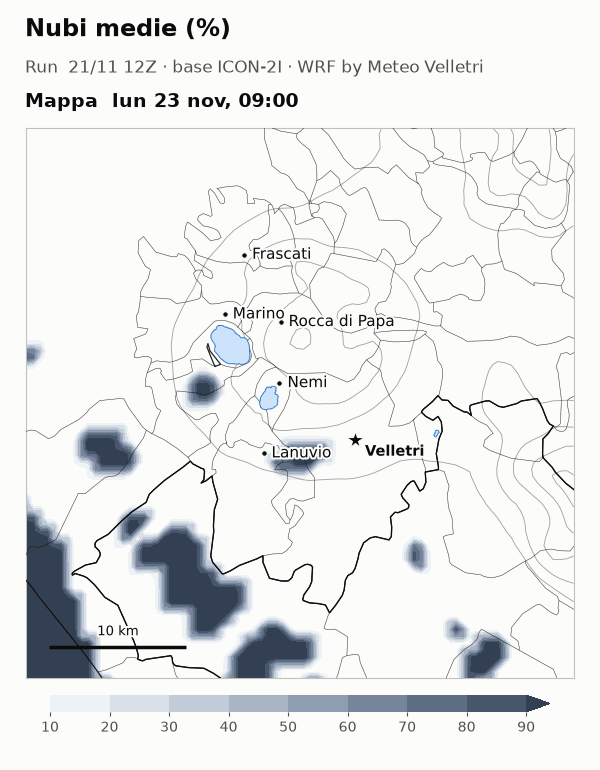 Nubi medie (%)
Run  21/11 12Z · base ICON-2I · WRF by Meteo Velletri
Mappa  lun 23 nov, 09:00
Frascati
Marino
Rocca di Papa
Nemi
Velletri
Lanuvio
10 km
10 20 30 40 50 60 70 80 90